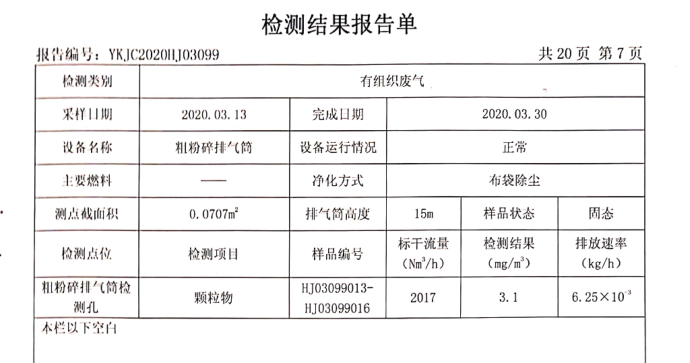 检测结果报告单
报告编号：YKJC2020HJ03099 共 20 页 第 7 页
检测类别 有组织废气
采样日期 2020.03.13 完成日期 2020.03.30
设备名称 粗粉碎排气筒 设备运行情况 正常
主要燃料 —— 净化方式 布袋除尘
测点截面积 0.0707m² 排气筒高度 15m 样品状态 固态
检测点位 检测项目 样品编号 标干流量（Nm³/h） 检测结果（mg/m³） 排放速率（kg/h）
粗粉碎排气筒检测孔 颗粒物 HJ03099013-HJ03099016 2017 3.1 6.25×10⁻³
本栏以下空白